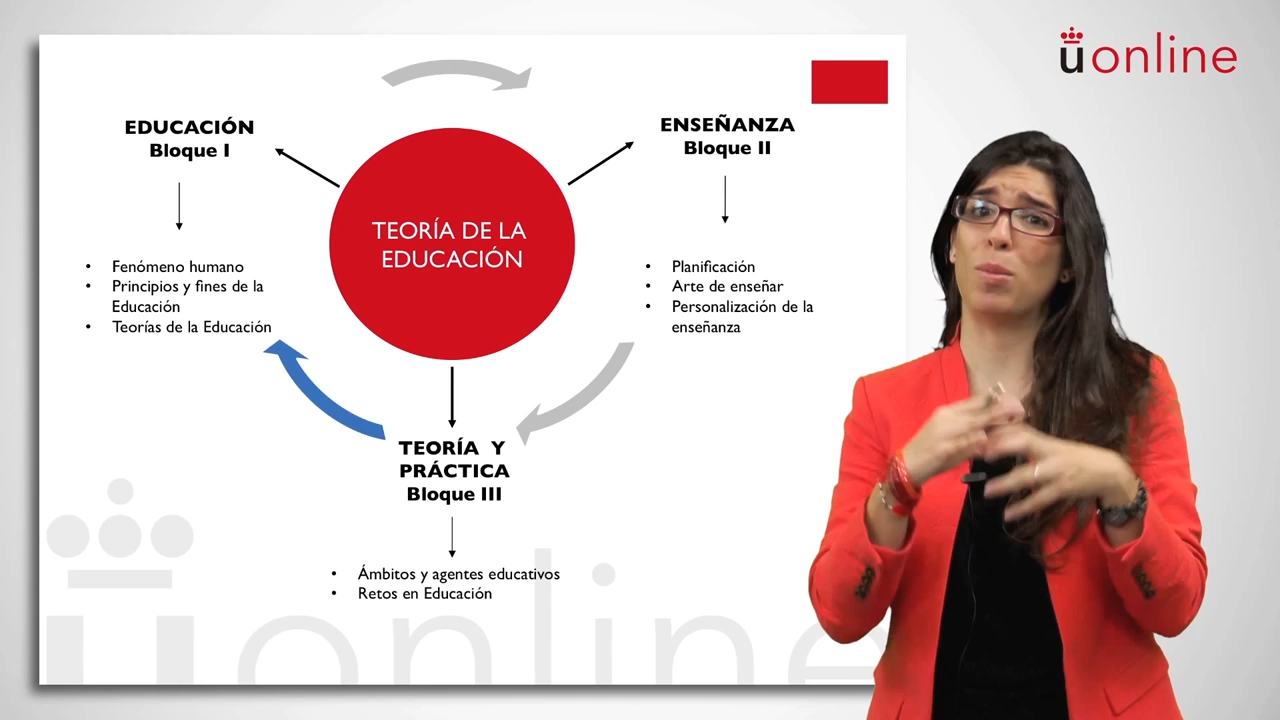 uonline
EDUCACIÓN
Bloque I
ENSEÑANZA
Bloque II
TEORÍA DE LA
EDUCACIÓN
• Fenómeno humano
• Principios y fines de la
Educación
• Teorías de la Educación
• Planificación
• Arte de enseñar
• Personalización de la
enseñanza
TEORÍA Y
PRÁCTICA
Bloque III
• Ámbitos y agentes educativos
• Retos en Educación
uonline